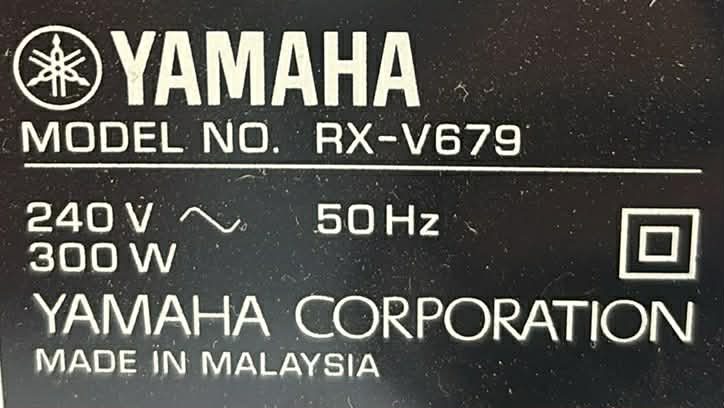 YAMAHA
MODEL NO. RX-V679
240 V ~ 50 Hz
300 W
YAMAHA CORPORATION
MADE IN MALAYSIA